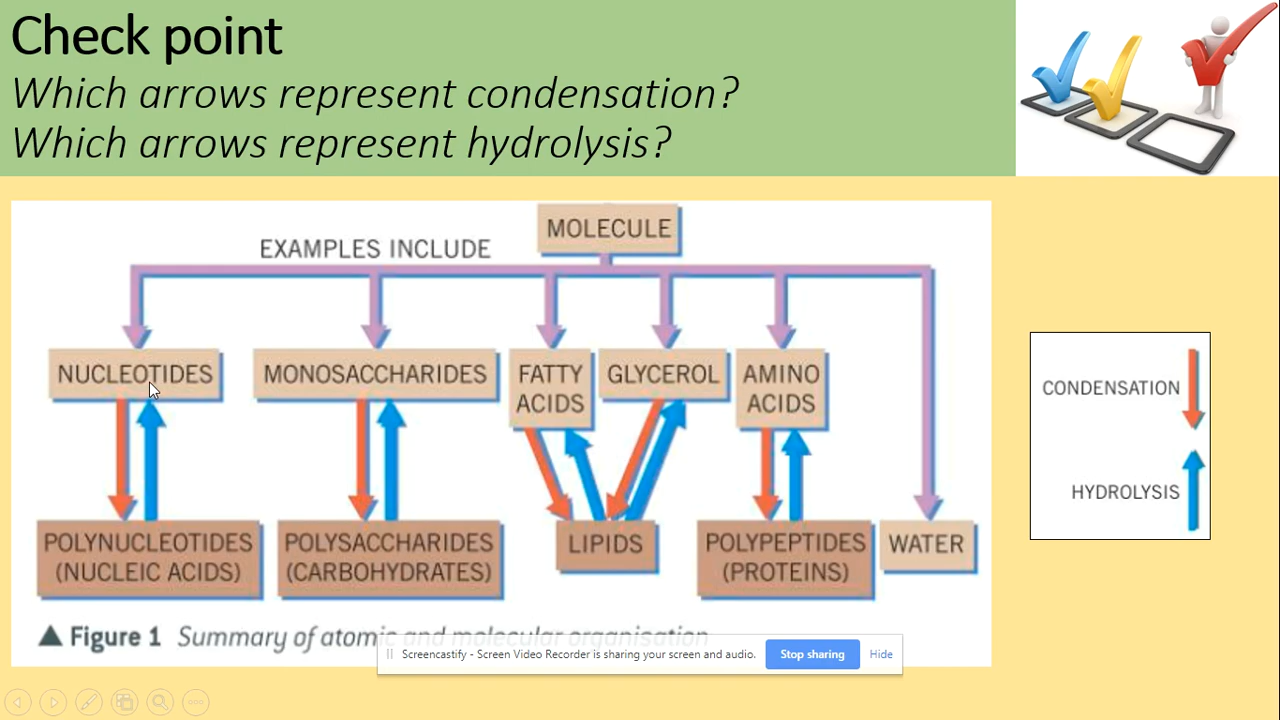 Check point
Which arrows represent condensation?
Which arrows represent hydrolysis?
MOLECULE
EXAMPLES INCLUDE
NUCLEOTIDES
MONOSACCHARIDES
FATTY
ACIDS
GLYCEROL
AMINO
ACIDS
CONDENSATION
HYDROLYSIS
POLYNUCLEOTIDES
(NUCLEIC ACIDS)
POLYSACCHARIDES
(CARBOHYDRATES)
LIPIDS
POLYPEPTIDES
(PROTEINS)
WATER
▲ Figure 1 Summary of atomic and molecular organisation
Screencastify - Screen Video Recorder is sharing your screen and audio.
Stop sharing
Hide